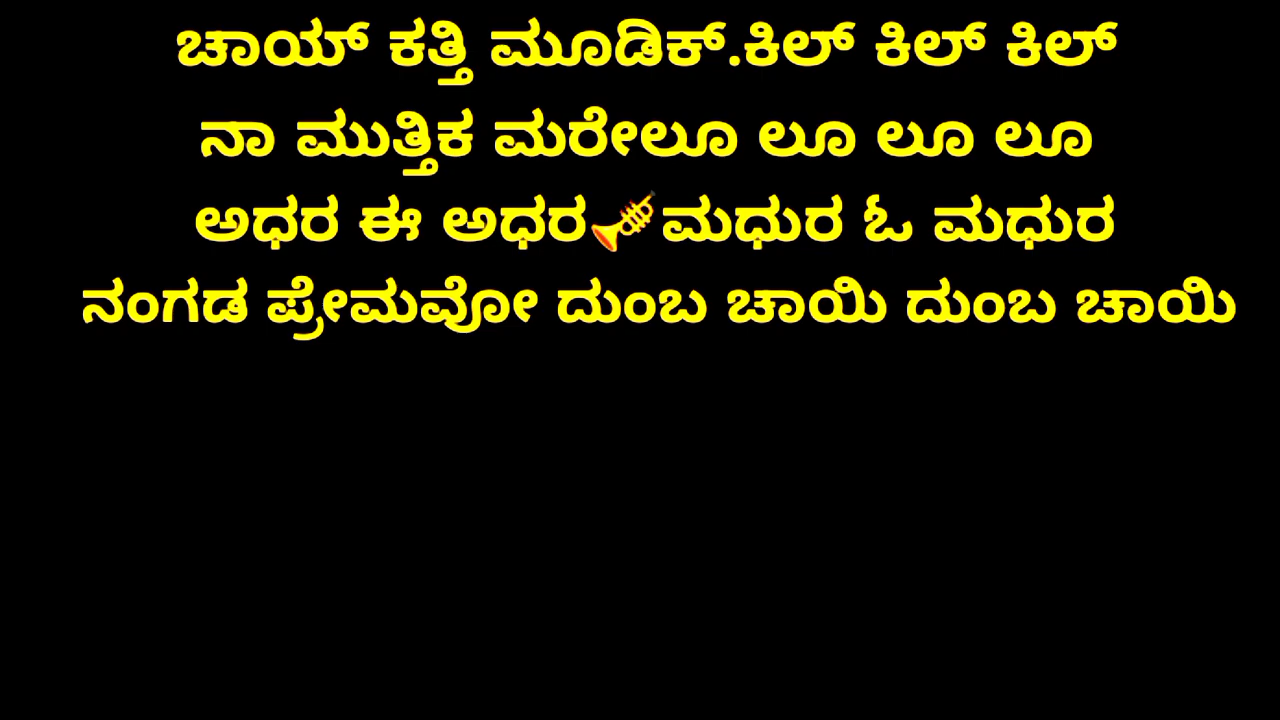 ಚಾಯ್ ಕತ್ತಿ ಮೂಡಿಕ್.ಕಿಲ್ ಕಿಲ್ ಕಿಲ್
ನಾ ಮುತ್ತಿಕ ಮರೇಲೂ ಲೂ ಲೂ ಲೂ
ಅಧರ ಈ ಅಧರ🎺ಮಧುರ ಓ ಮಧುರ
ನಂಗಡ ಪ್ರೇಮವೋ ದುಂಬ ಚಾಯಿ ದುಂಬ ಚಾಯಿ